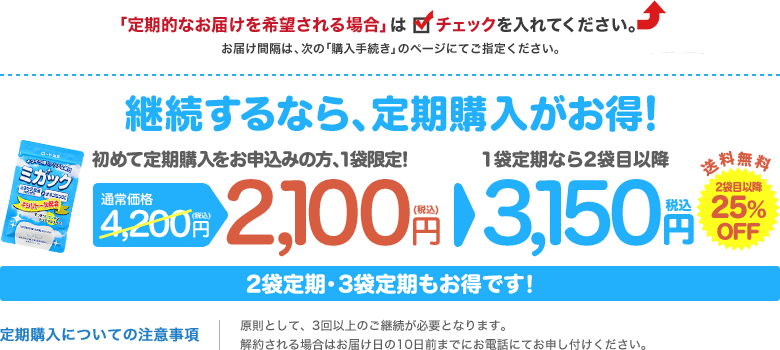 「定期的なお届けを希望される場合」は チェックを入れてください。
お届け間隔は、次の「購入手続き」のページにてご指定ください。
継続するなら、定期購入がお得！
初めて定期購入をお申込みの方、1袋限定！
通常価格
4,200円(税込)
2,100円(税込)
1袋定期なら2袋目以降
3,150円税込
送料無料
2袋目以降
25%
OFF
ミガック
2袋定期・3袋定期もお得です！
定期購入についての注意事項
原則として、3回以上のご継続が必要となります。
解約される場合はお届け日の10日前までにお電話にてお申し付けください。